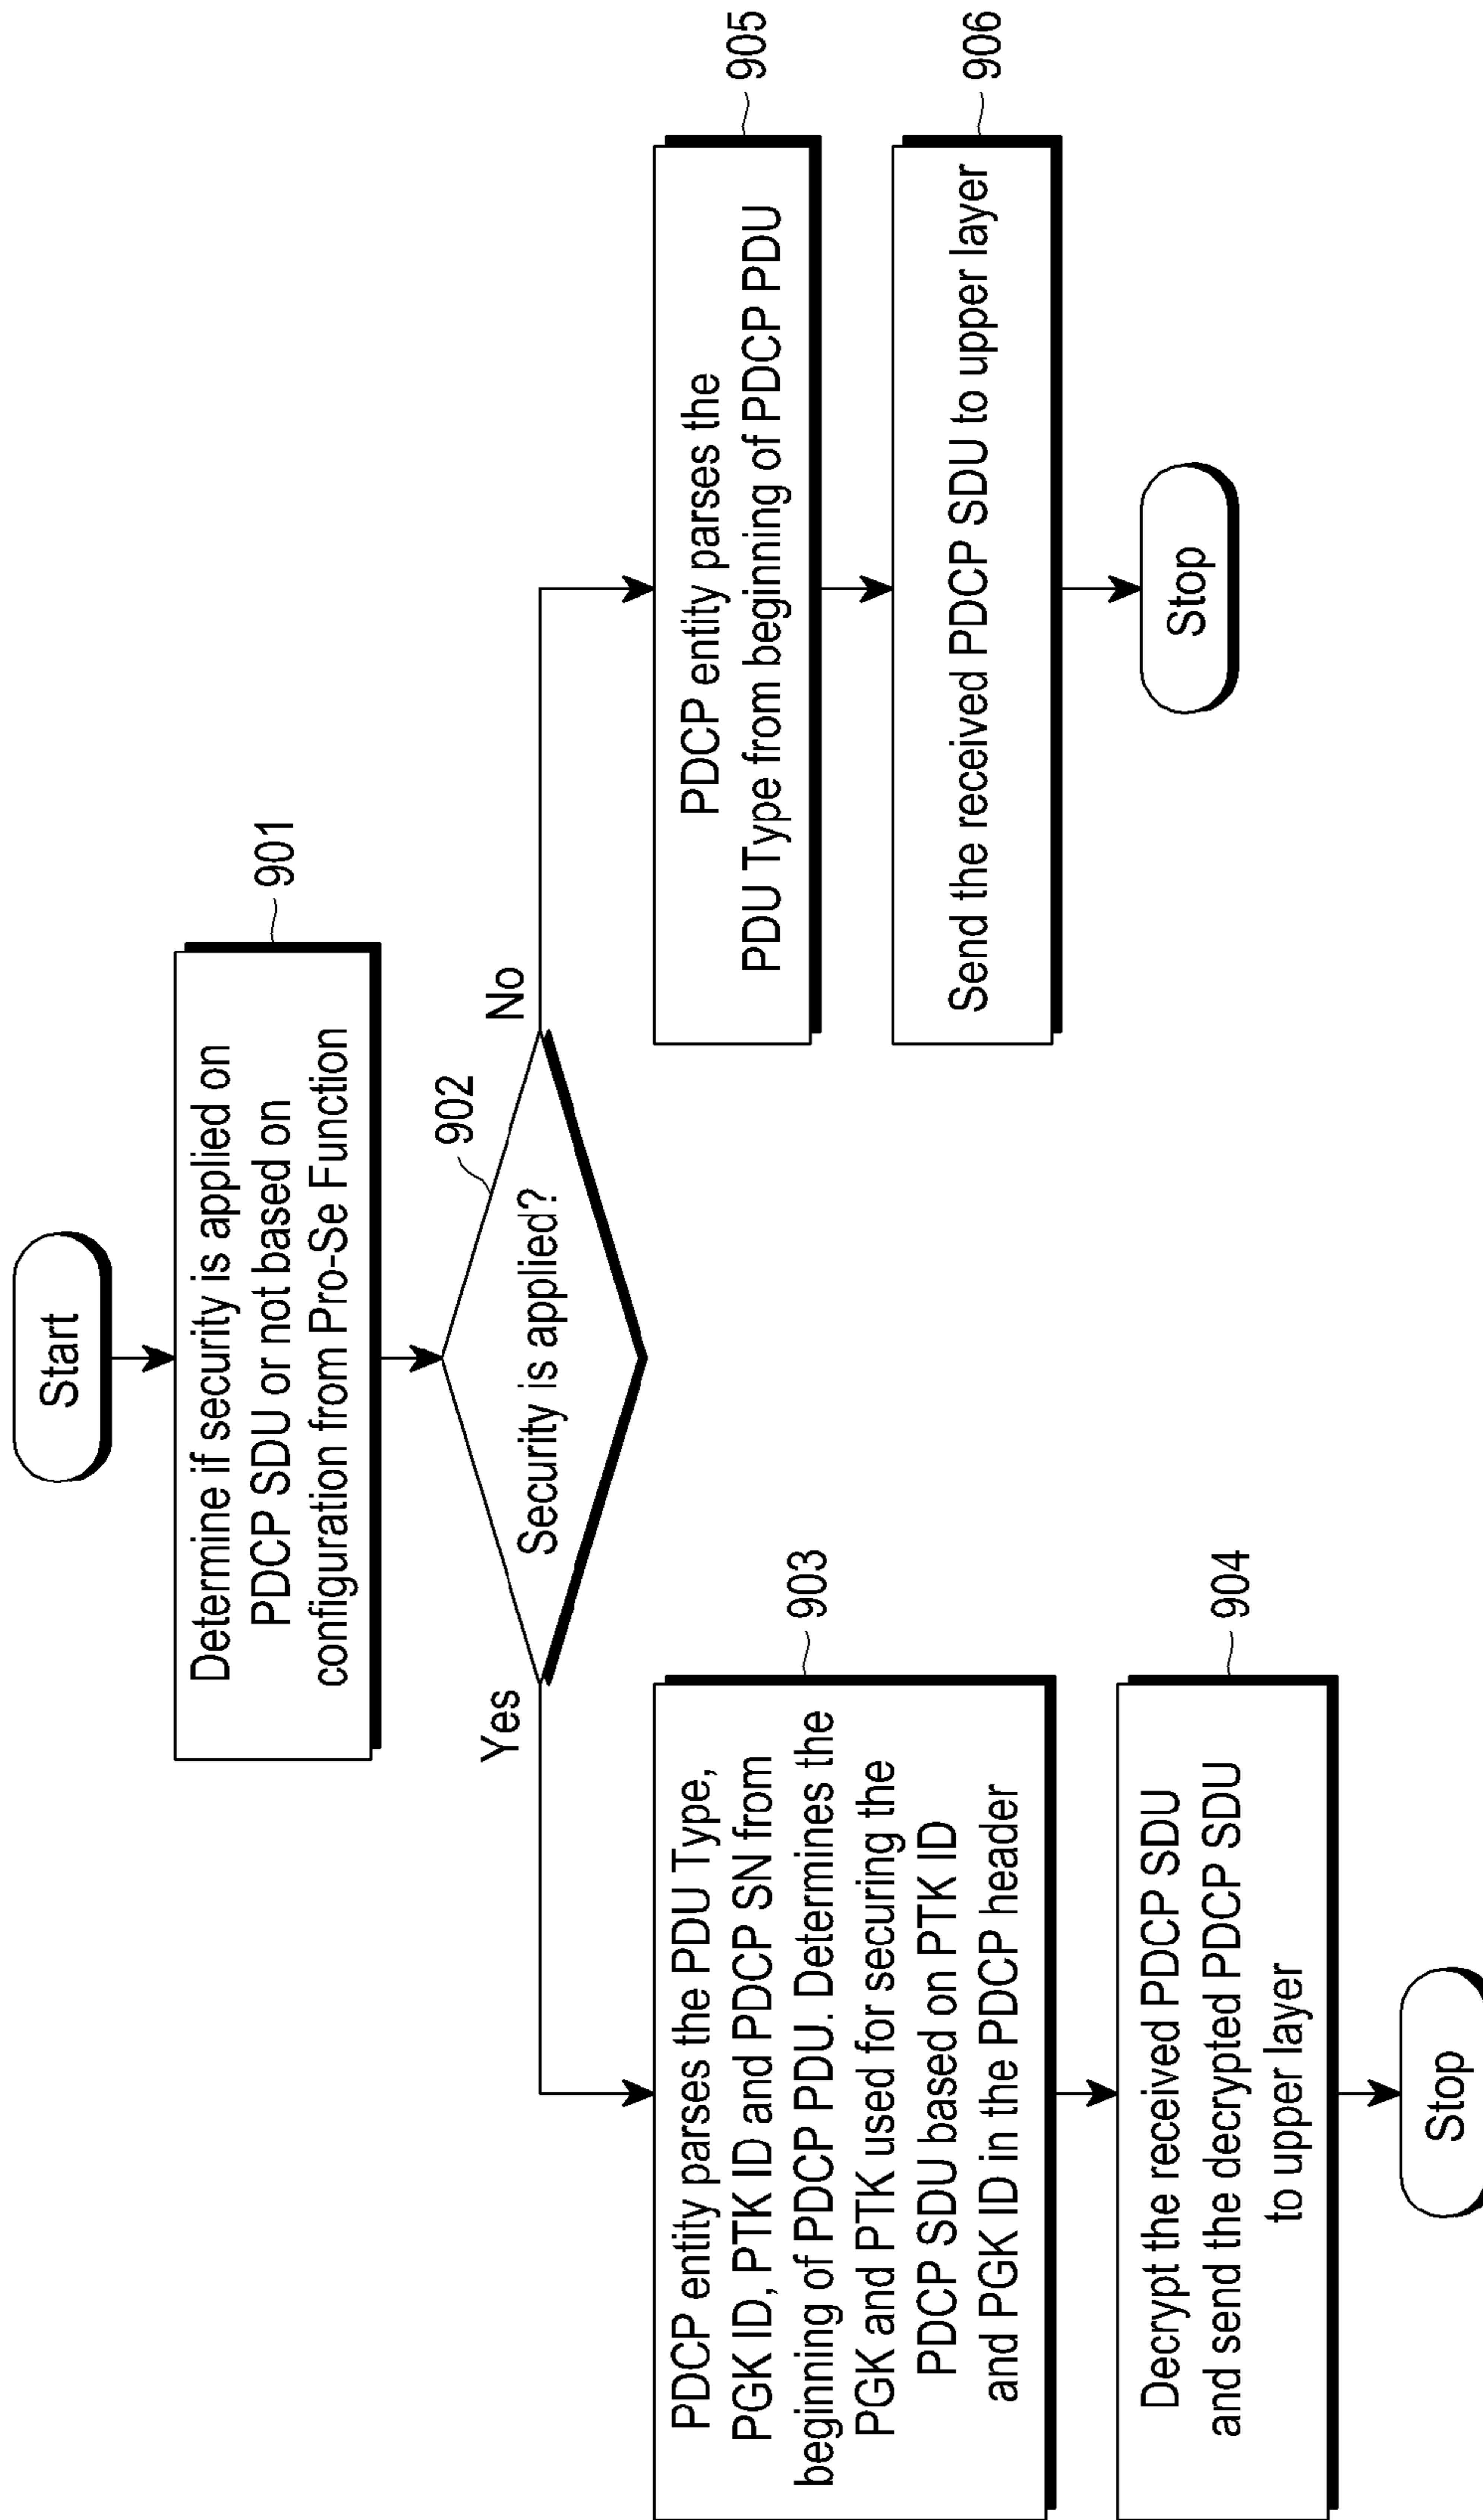 Start
Determine if security is applied on
PDCP SDU or not based on
configuration from Pro-Se Function
901
902
Security is applied?
Yes
No
PDCP entity parses the PDU Type,
PGK ID, PTK ID and PDCP SN from
beginning of PDCP PDU. Determines the
PGK and PTK used for securing the
PDCP SDU based on PTK ID
and PGK ID in the PDCP header
903
Decrypt the received PDCP SDU
and send the decrypted PDCP SDU
to upper layer
904
Stop
PDCP entity parses the
PDU Type from beginning of PDCP PDU
905
Send the received PDCP SDU to upper layer
906
Stop